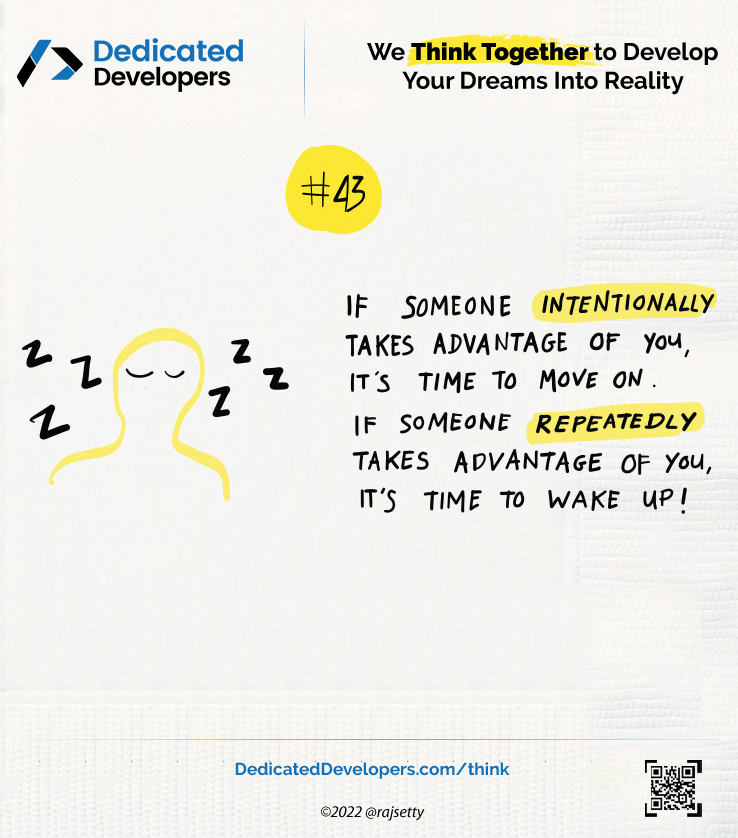 Dedicated
Developers
We Think Together to Develop
Your Dreams Into Reality
#43
Z Z Z Z Z Z
IF SOMEONE INTENTIONALLY
TAKES ADVANTAGE OF YOU,
IT'S TIME TO MOVE ON.
IF SOMEONE REPEATEDLY
TAKES ADVANTAGE OF YOU,
IT'S TIME TO WAKE UP!
DedicatedDevelopers.com/think
©2022 @rajsetty